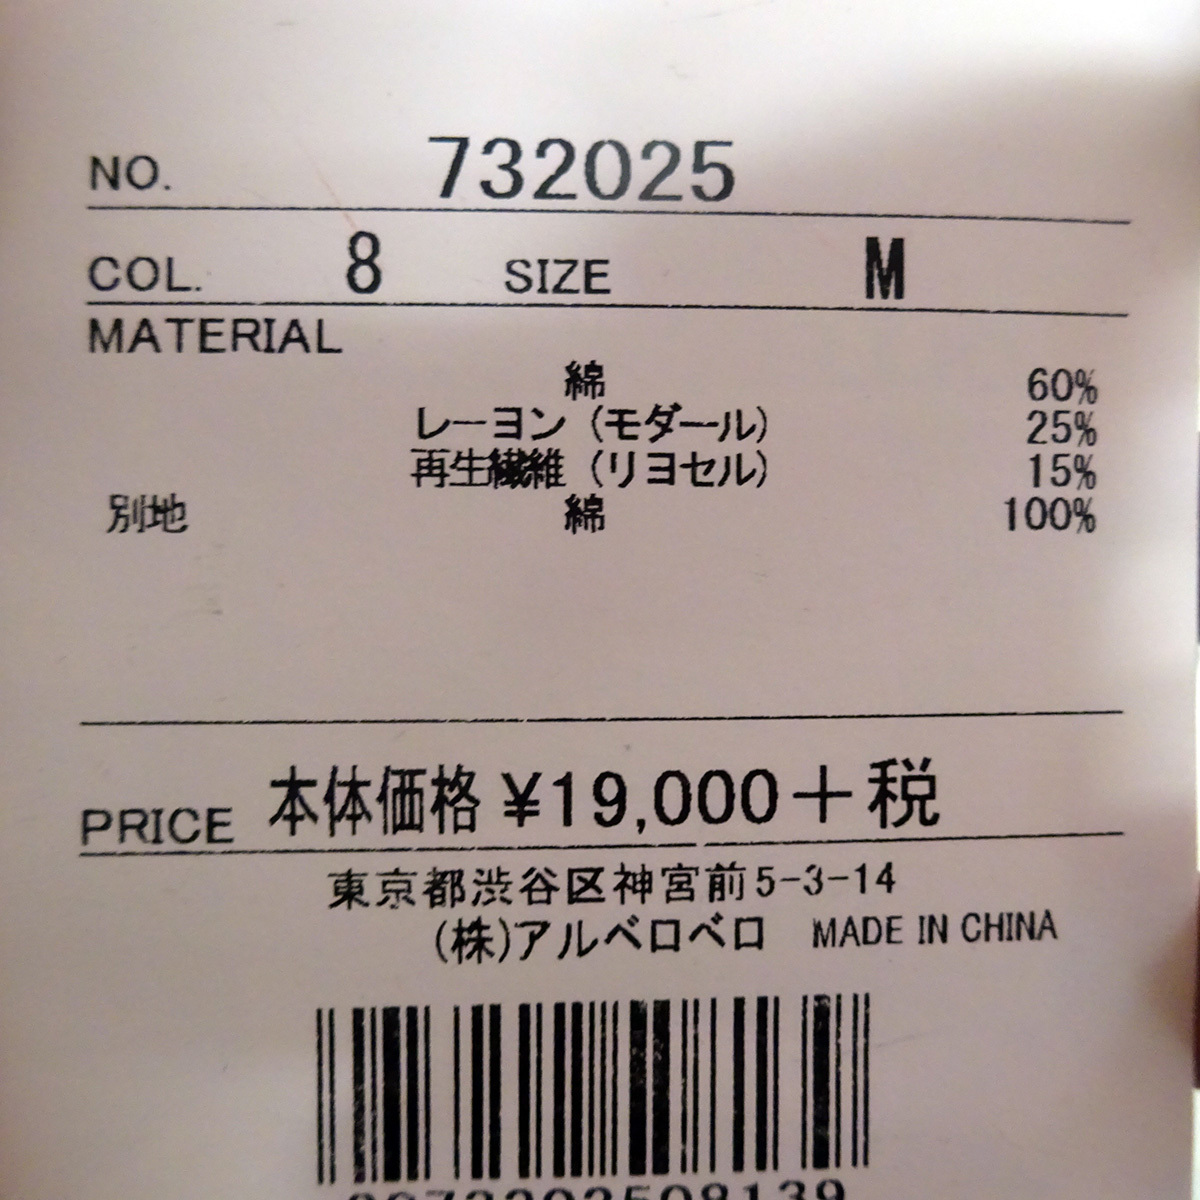 NO. 732025
COL. 8 SIZE M
MATERIAL
綿 60%
レーヨン（モダール） 25%
再生繊維（リヨセル） 15%
別地 綿 100%
PRICE 本体価格 ¥19,000＋税
東京都渋谷区神宮前5-3-14
(株)アルベロベロ MADE IN CHINA